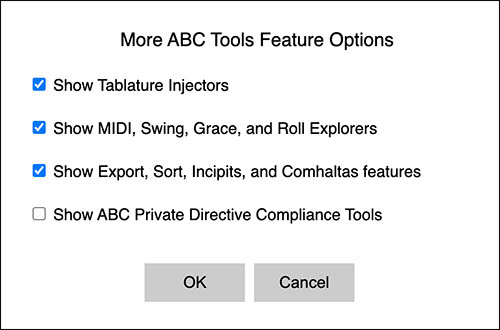 More ABC Tools Feature Options
Show Tablature Injectors
Show MIDI, Swing, Grace, and Roll Explorers
Show Export, Sort, Incipits, and Comhaltas features
Show ABC Private Directive Compliance Tools
OK Cancel